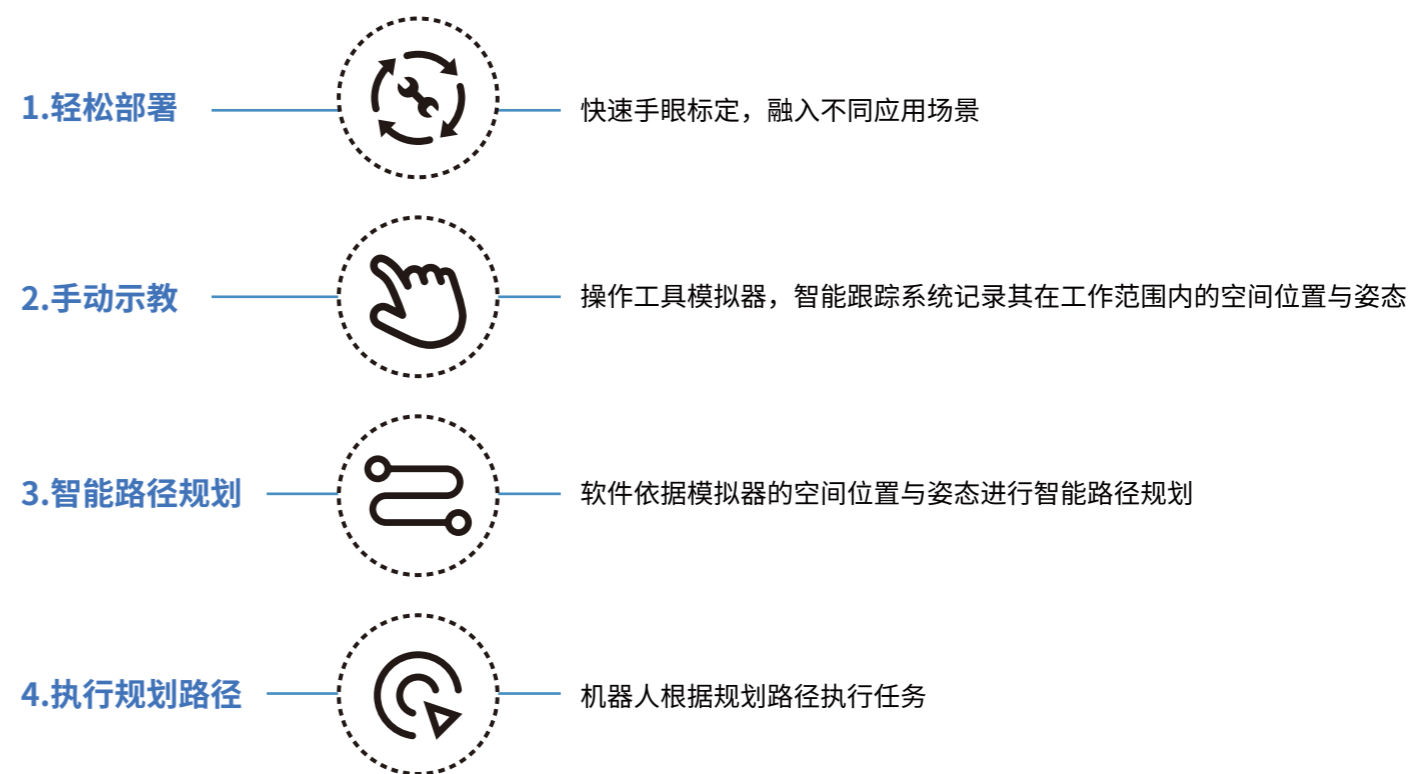 1.轻松部署
快速手眼标定，融入不同应用场景
2.手动示教
操作工具模拟器，智能跟踪系统记录其在工作范围内的空间位置与姿态
3.智能路径规划
软件依据模拟器的空间位置与姿态进行智能路径规划
4.执行规划路径
机器人根据规划路径执行任务